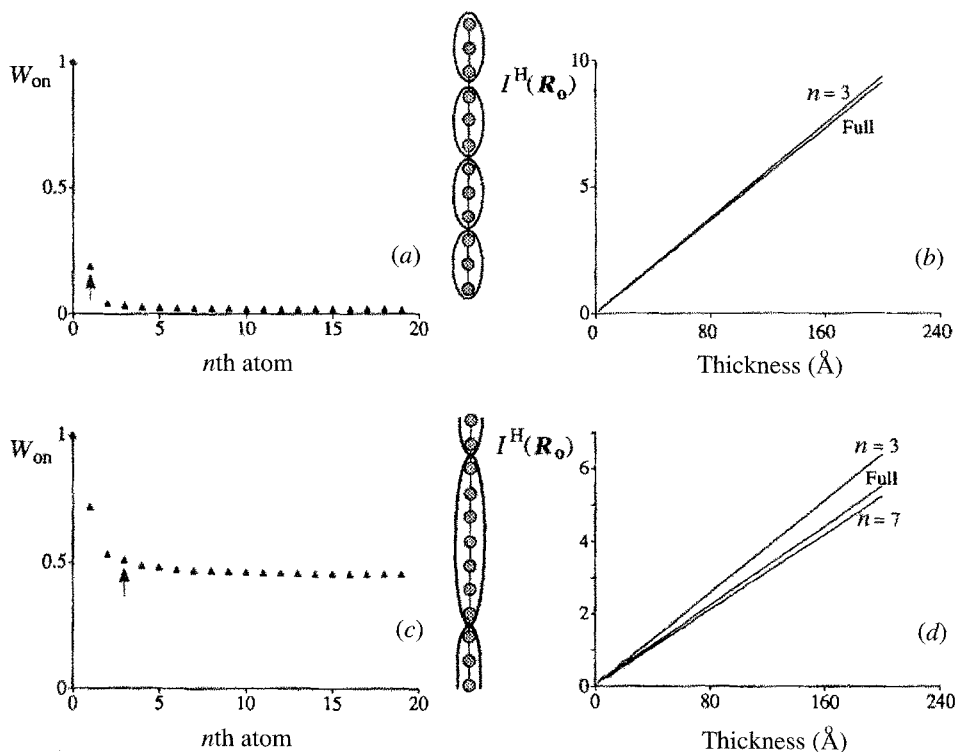 W_on
1
0.5
0
0 5 10 15 20
nth atom
(a)
I^H(R_o)
10
5
0
0 80 160 240
Thickness (Å)
n = 3
Full
(b)
W_on
1
0.5
0
0 5 10 15 20
nth atom
(c)
I^H(R_o)
6
4
2
0
0 80 160 240
Thickness (Å)
n = 3
Full
n = 7
(d)